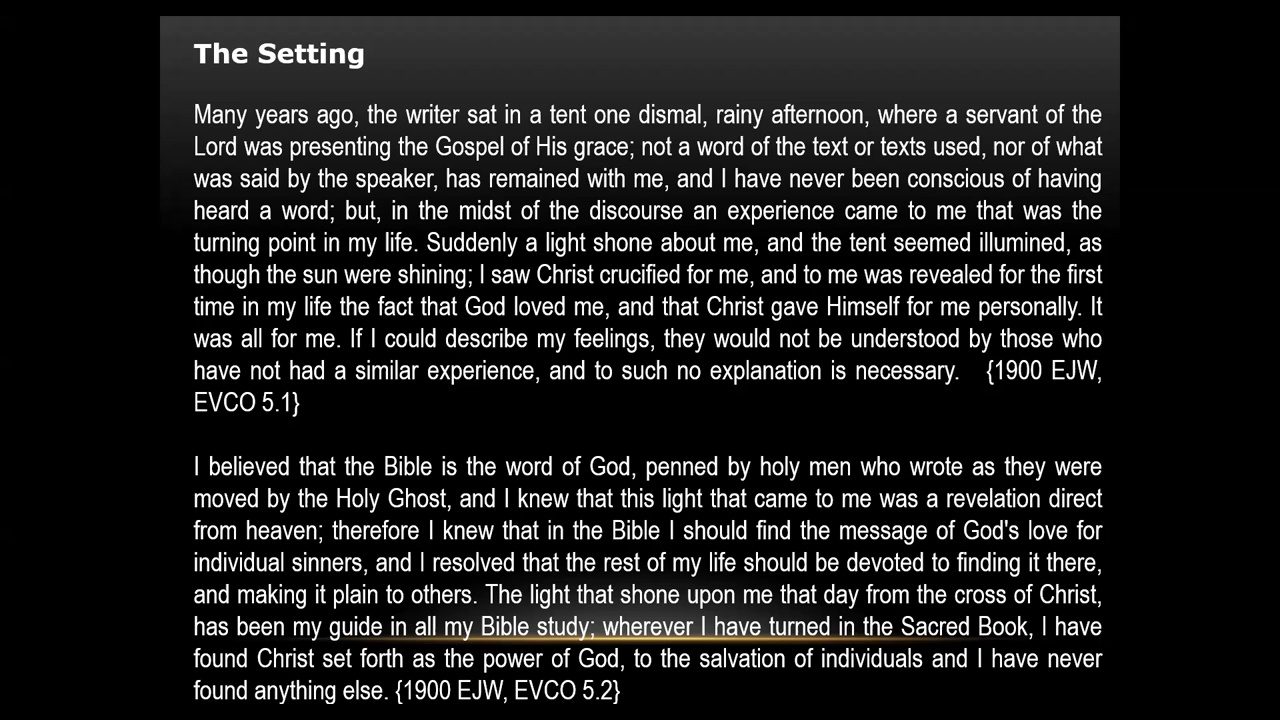 The Setting
Many years ago, the writer sat in a tent one dismal, rainy afternoon, where a servant of the
Lord was presenting the Gospel of His grace; not a word of the text or texts used, nor of what
was said by the speaker, has remained with me, and I have never been conscious of having
heard a word; but, in the midst of the discourse an experience came to me that was the
turning point in my life. Suddenly a light shone about me, and the tent seemed illumined, as
though the sun were shining; I saw Christ crucified for me, and to me was revealed for the first
time in my life the fact that God loved me, and that Christ gave Himself for me personally. It
was all for me. If I could describe my feelings, they would not be understood by those who
have not had a similar experience, and to such no explanation is necessary. {1900 EJW,
EVCO 5.1}
I believed that the Bible is the word of God, penned by holy men who wrote as they were
moved by the Holy Ghost, and I knew that this light that came to me was a revelation direct
from heaven; therefore I knew that in the Bible I should find the message of God's love for
individual sinners, and I resolved that the rest of my life should be devoted to finding it there,
and making it plain to others. The light that shone upon me that day from the cross of Christ,
has been my guide in all my Bible study; wherever I have turned in the Sacred Book, I have
found Christ set forth as the power of God, to the salvation of individuals and I have never
found anything else. {1900 EJW, EVCO 5.2}